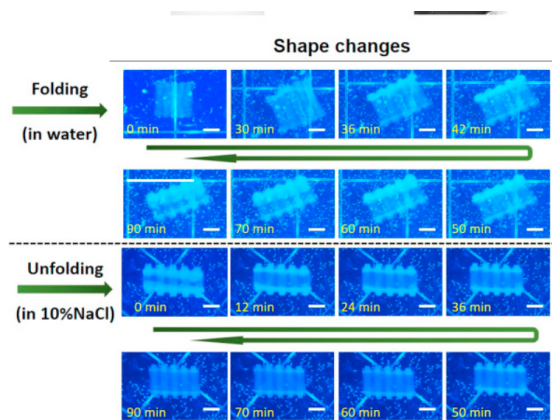 Shape changes
Folding
(in water)
0 min
30 min
36 min
42 min
90 min
70 min
60 min
50 min
Unfolding
(in 10%NaCl)
0 min
12 min
24 min
36 min
90 min
70 min
60 min
50 min